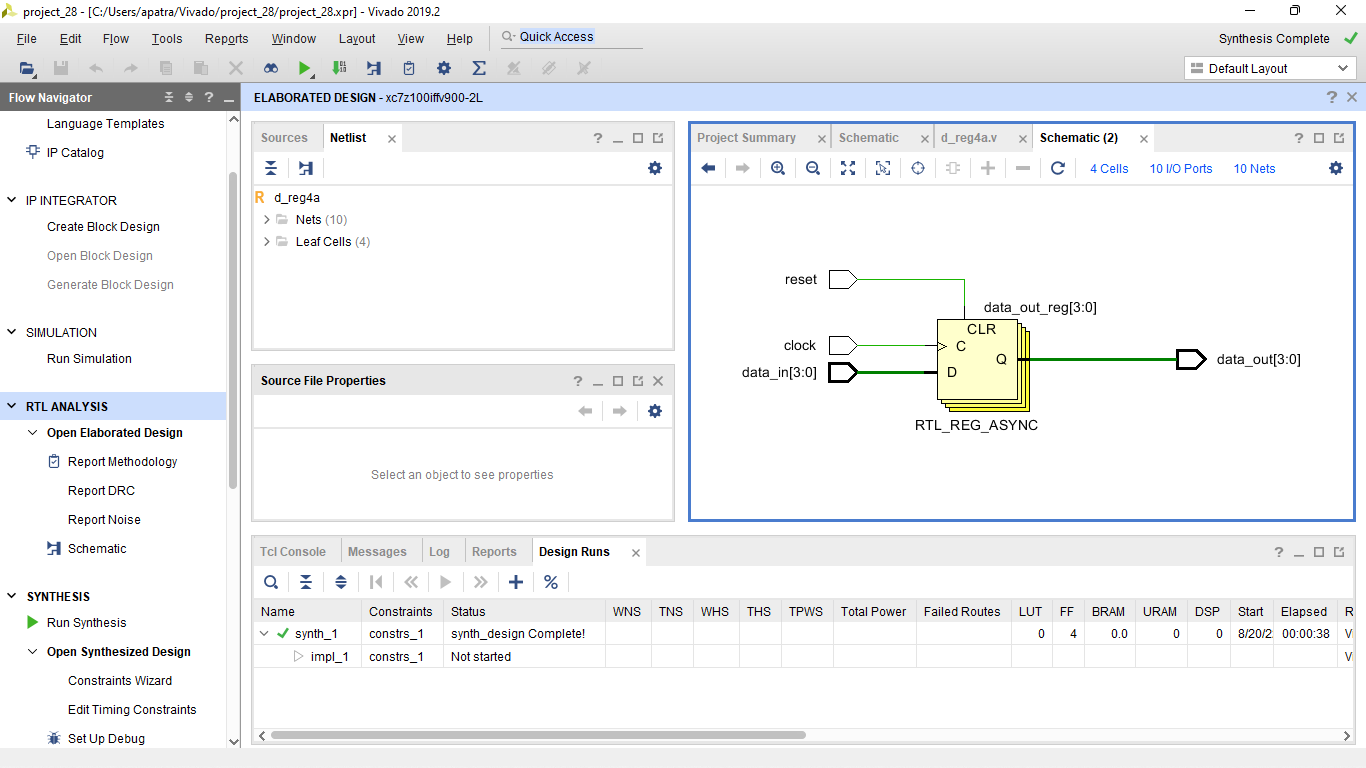 project_28 - [C:/Users/apatra/Vivado/project_28/project_28.xpr] - Vivado 2019.2
File Edit Flow Tools Reports Window Layout View Help Quick Access
Synthesis Complete
Default Layout
Flow Navigator
Language Templates
IP Catalog
IP INTEGRATOR
Create Block Design
Open Block Design
Generate Block Design
SIMULATION
Run Simulation
RTL ANALYSIS
Open Elaborated Design
Report Methodology
Report DRC
Report Noise
Schematic
SYNTHESIS
Run Synthesis
Open Synthesized Design
Constraints Wizard
Edit Timing Constraints
Set Up Debug
ELABORATED DESIGN - xc7z100iffv900-2L
Sources Netlist
d_reg4a
Nets (10)
Leaf Cells (4)
Source File Properties
Select an object to see properties
Project Summary Schematic d_reg4a.v Schematic (2)
4 Cells 10 I/O Ports 10 Nets
reset
data_out_reg[3:0]
CLR
clock
C
Q
data_out[3:0]
data_in[3:0]
D
RTL_REG_ASYNC
Tcl Console Messages Log Reports Design Runs
Name Constraints Status WNS TNS WHS THS TPWS Total Power Failed Routes LUT FF BRAM URAM DSP Start Elapsed R
synth_1 constrs_1 synth_design Complete! 0 4 0.0 0 0 8/20/2 00:00:38 Vi
impl_1 constrs_1 Not started Vi